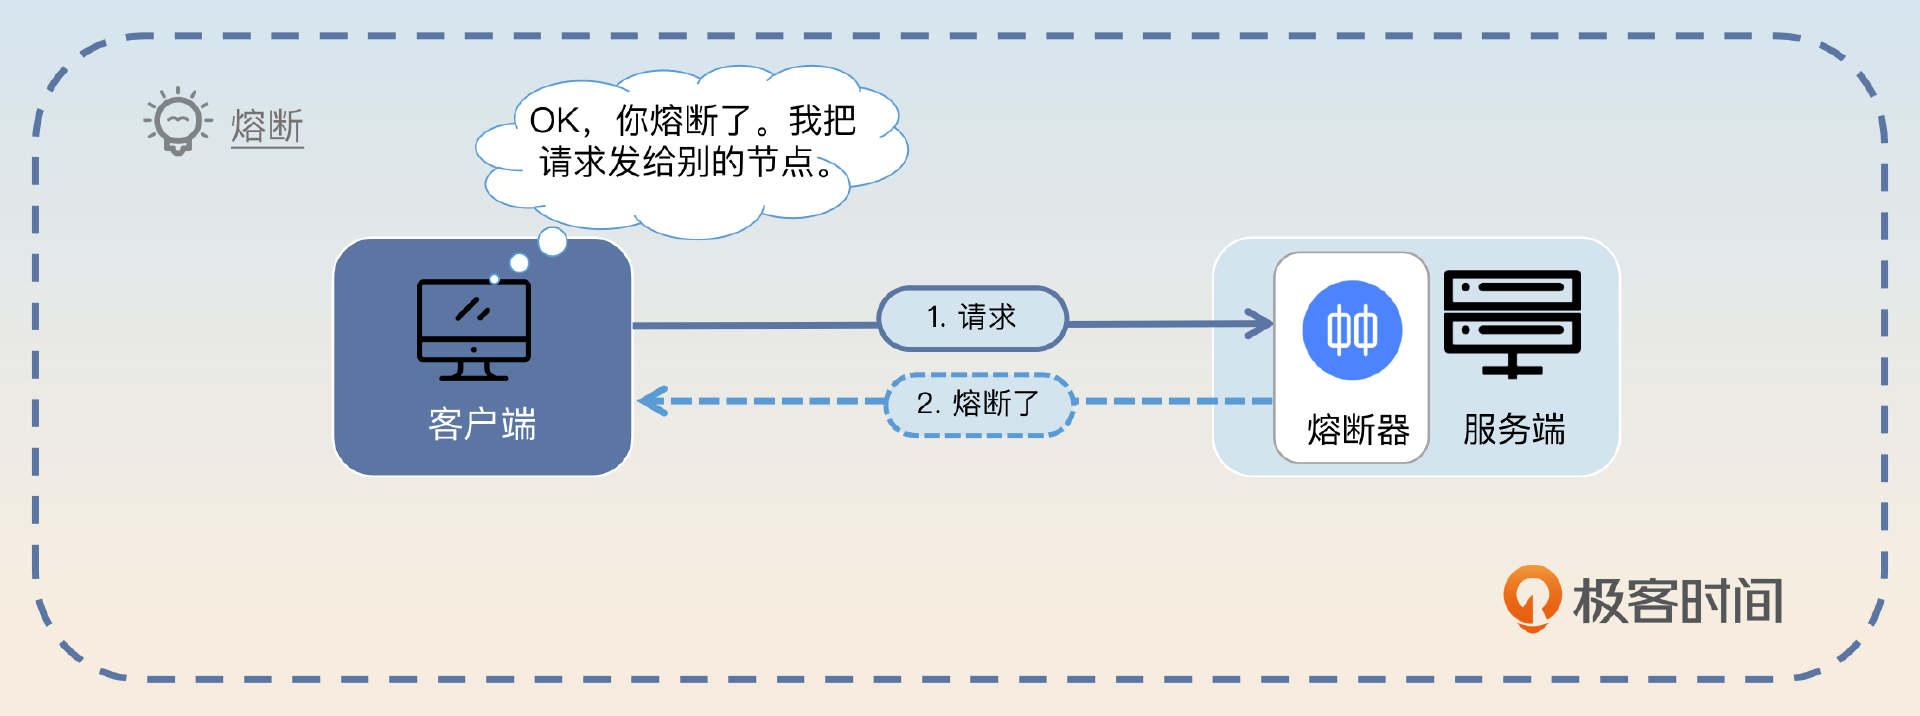 熔断
OK，你熔断了。我把
请求发给别的节点。
1. 请求
2. 熔断了
客户端
熔断器
服务端
极客时间